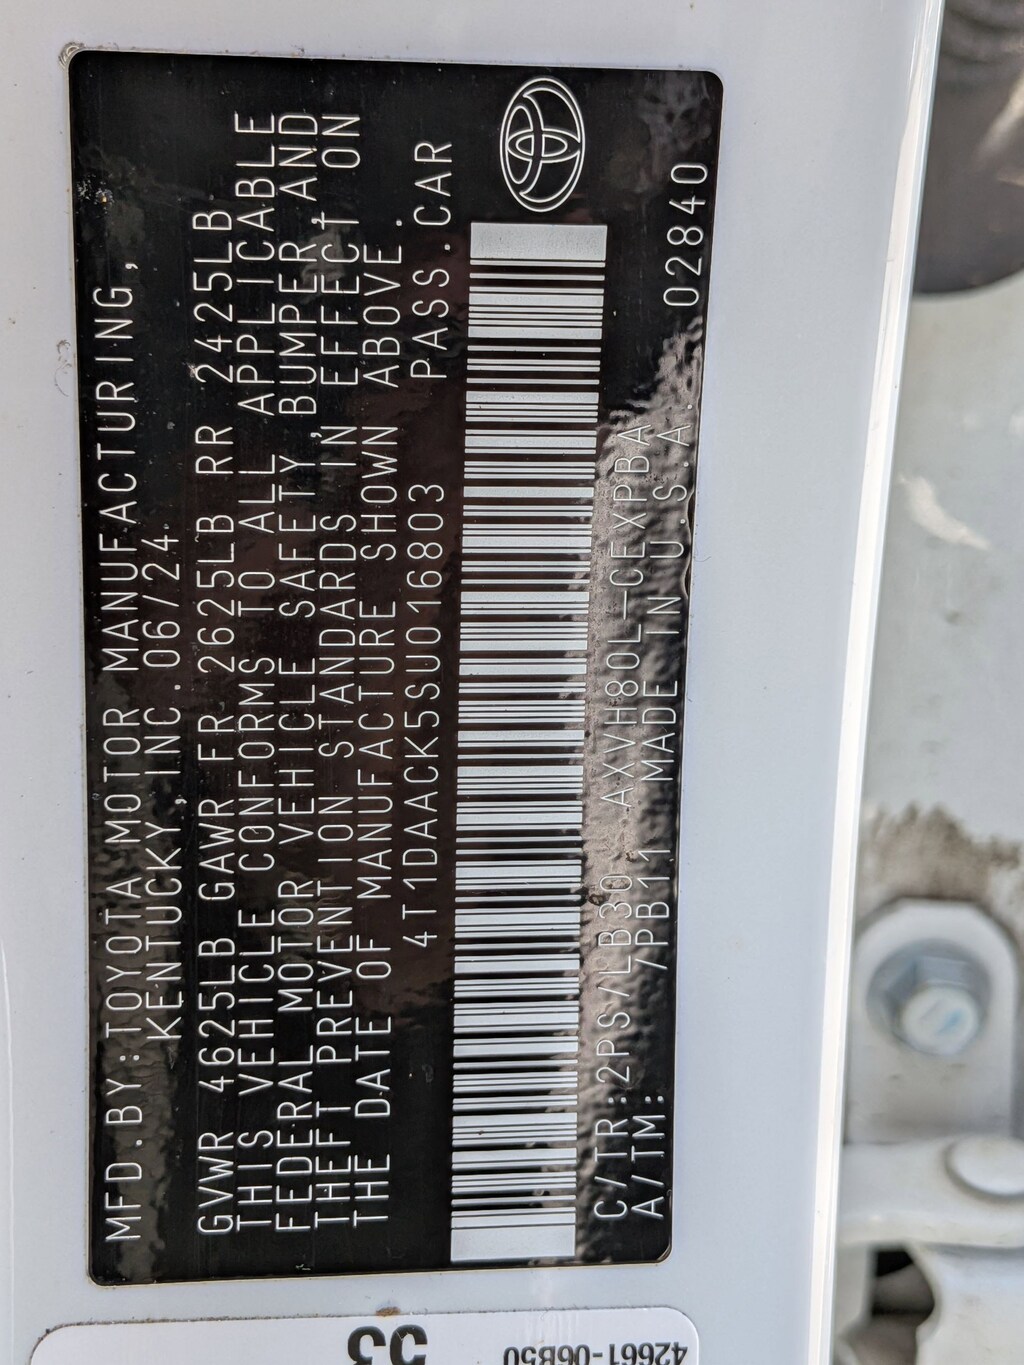 MFD.BY:TOYOTA MOTOR MANUFACTURING,
KENTUCKY,INC.06/24
GVWR 4625LB GAWR FR 2625LB RR 2425LB
THIS VEHICLE CONFORMS TO ALL APPLICABLE
FEDERAL MOTOR VEHICLE SAFETY,BUMPER,AND
THEFT PREVENTION STANDARDS IN EFFECT ON
THE DATE OF MANUFACTURE SHOWN ABOVE.
4T1DAACK5SU016803 PASS.CAR
C/TR:2PS/LB30 AXVH80L-CEXPBA 02840
A/TM: /PB11 MADE IN U.S.A.
42661-06B50